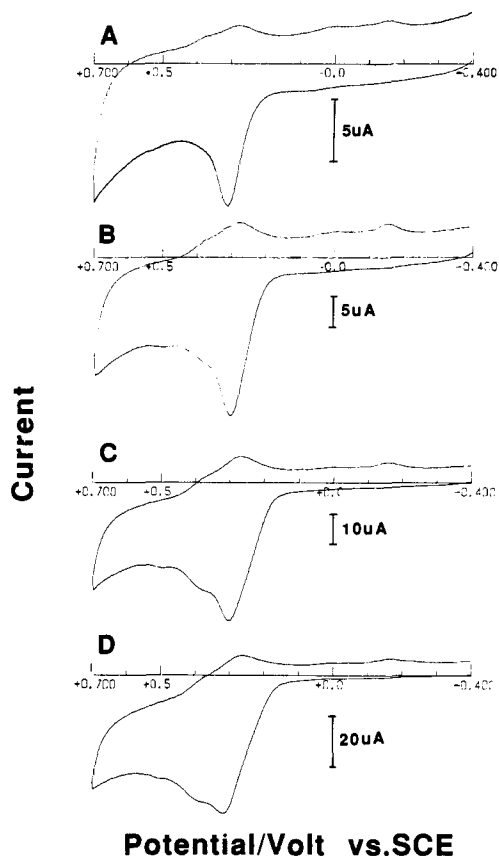 A
+0.700 +0.5 -0.0 -0.400
5uA
B
+0.700 +0.5 -0.0 -0.400
5uA
Current
C
+0.700 +0.5 +0.0 -0.400
10uA
D
+0.700 +0.5 +0.0 -0.400
20uA
Potential/Volt vs.SCE